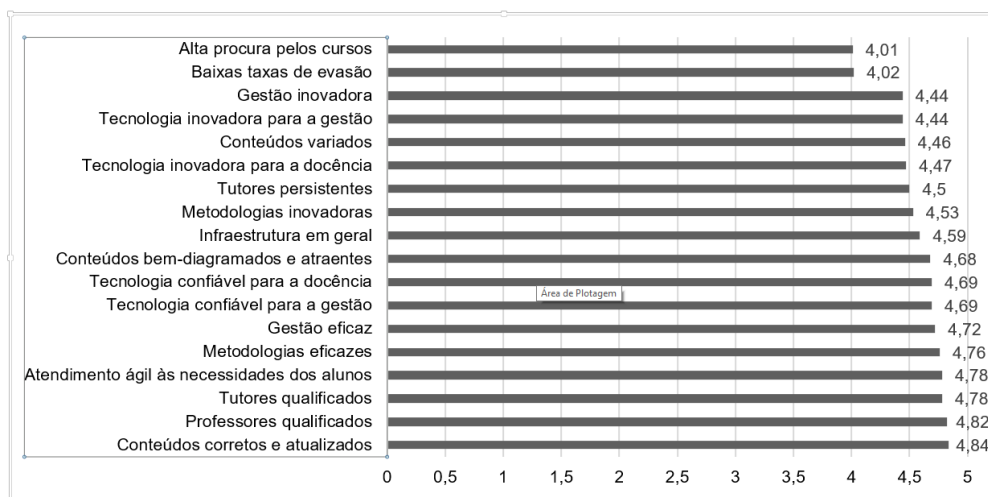 Alta procura pelos cursos 4,01
Baixas taxas de evasão 4,02
Gestão inovadora 4,44
Tecnologia inovadora para a gestão 4,44
Conteúdos variados 4,46
Tecnologia inovadora para a docência 4,47
Tutores persistentes 4,5
Metodologias inovadoras 4,53
Infraestrutura em geral 4,59
Conteúdos bem-diagramados e atraentes 4,68
Tecnologia confiável para a docência 4,69
Área de Plotagem
Tecnologia confiável para a gestão 4,69
Gestão eficaz 4,72
Metodologias eficazes 4,76
Atendimento ágil às necessidades dos alunos 4,78
Tutores qualificados 4,78
Professores qualificados 4,82
Conteúdos corretos e atualizados 4,84
0 0,5 1 1,5 2 2,5 3 3,5 4 4,5 5